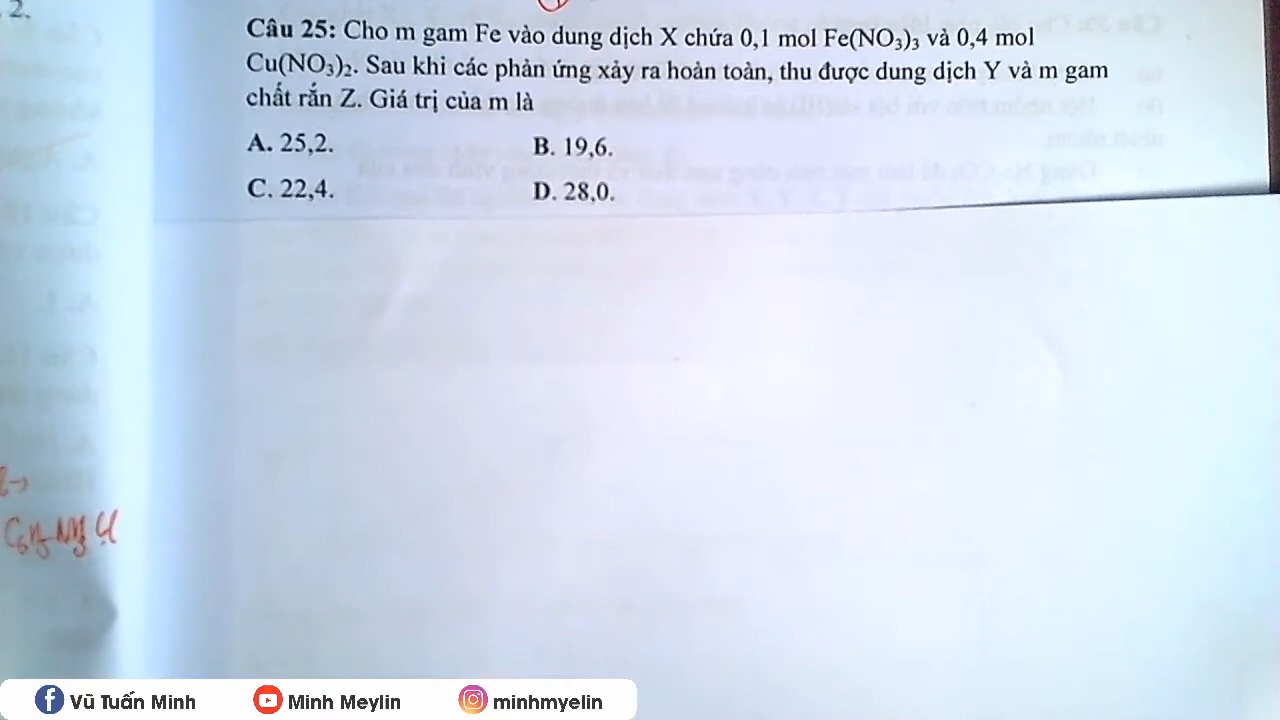 2.
Câu 25: Cho m gam Fe vào dung dịch X chứa 0,1 mol Fe(NO₃)₃ và 0,4 mol
Cu(NO₃)₂. Sau khi các phản ứng xảy ra hoàn toàn, thu được dung dịch Y và m gam
chất rắn Z. Giá trị của m là
A. 25,2. B. 19,6.
C. 22,4. D. 28,0.
Vũ Tuấn Minh Minh Meylin minhmyelin